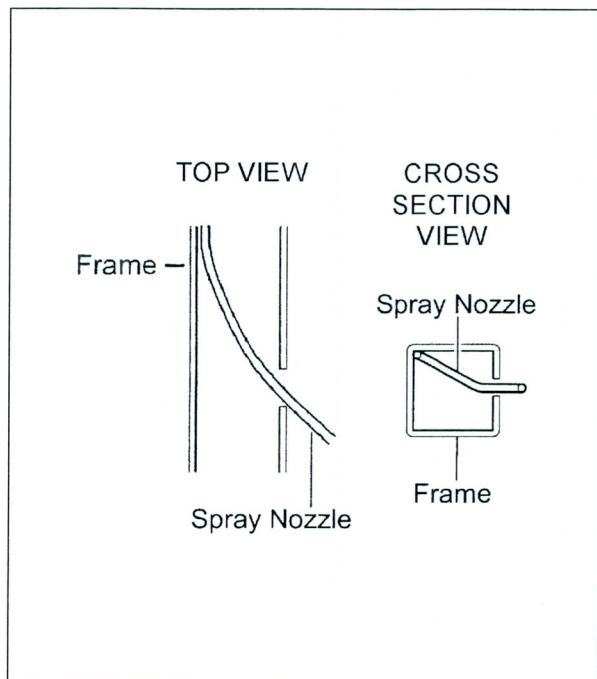 TOP VIEW
CROSS
SECTION
VIEW
Frame
Spray Nozzle
Spray Nozzle
Frame